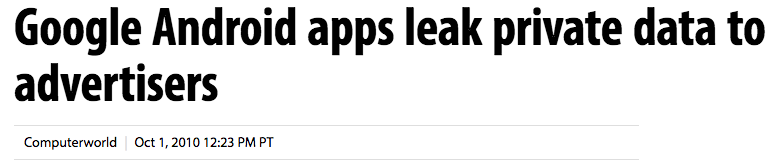 Google Android apps leak private data to
advertisers
Computerworld | Oct 1, 2010 12:23 PM PT